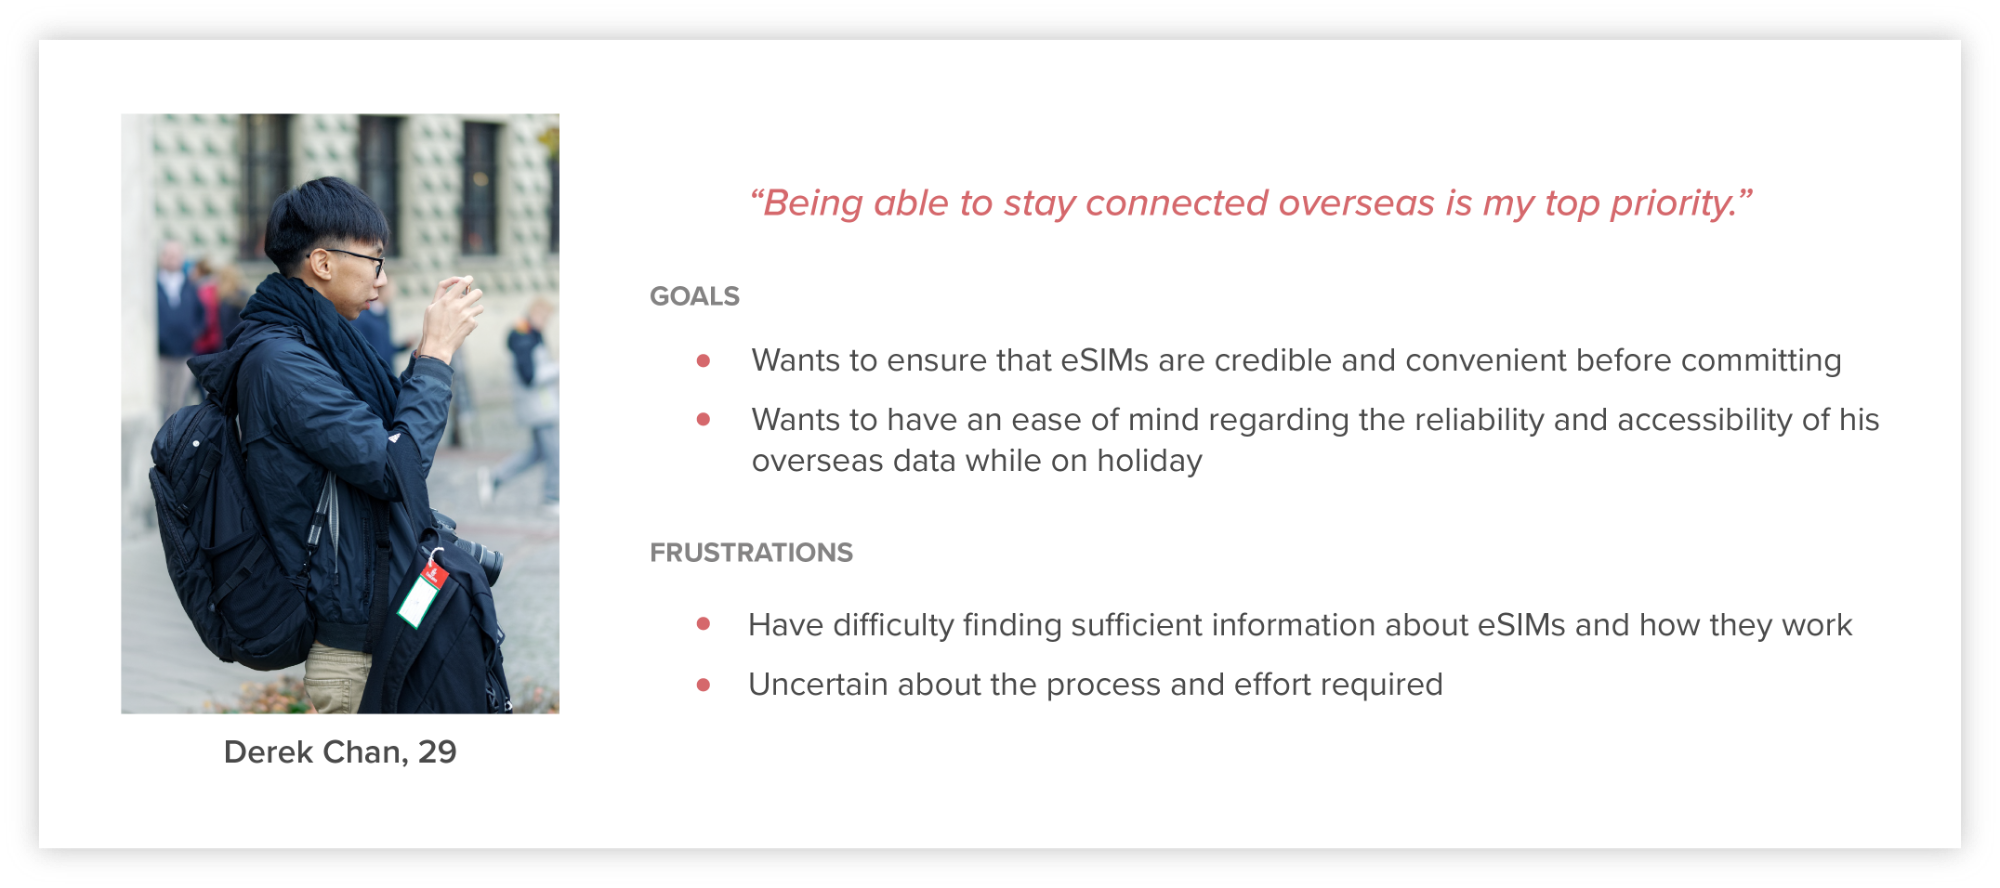 “Being able to stay connected overseas is my top priority.”
GOALS
Wants to ensure that eSIMs are credible and convenient before committing
Wants to have an ease of mind regarding the reliability and accessibility of his
overseas data while on holiday
FRUSTRATIONS
Have difficulty finding sufficient information about eSIMs and how they work
Uncertain about the process and effort required
Derek Chan, 29